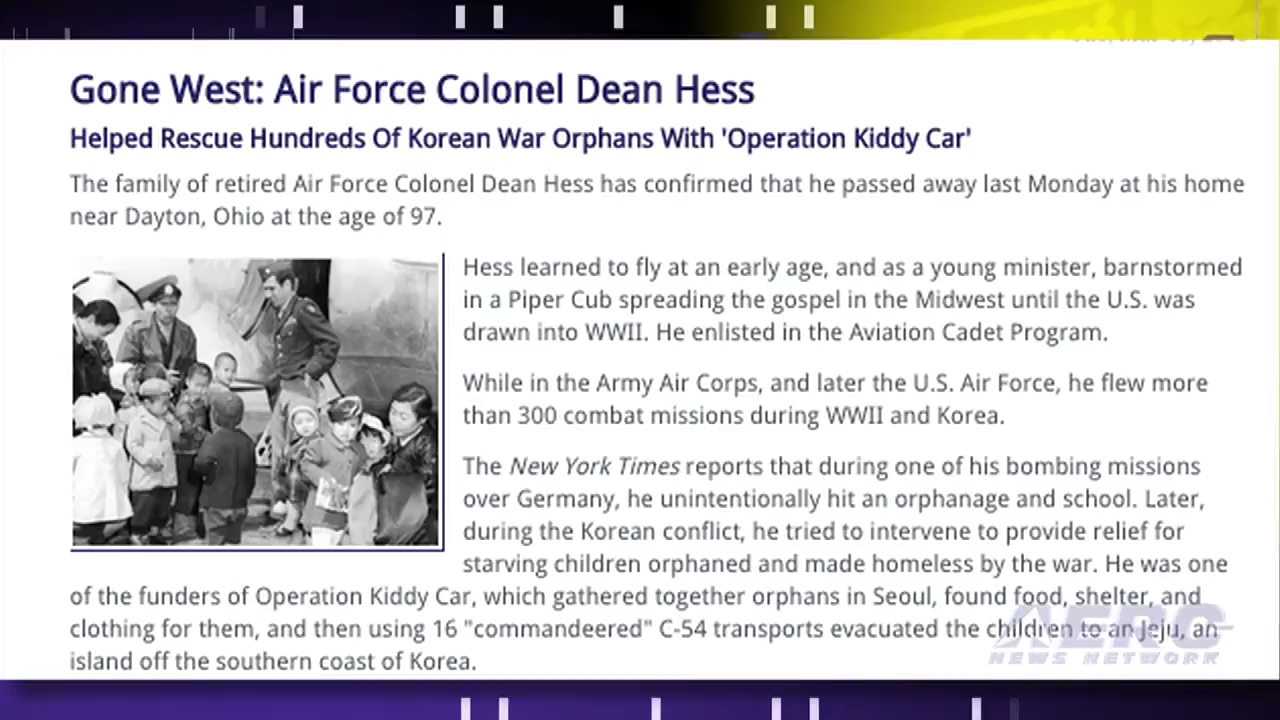 Gone West: Air Force Colonel Dean Hess
Helped Rescue Hundreds Of Korean War Orphans With 'Operation Kiddy Car'
The family of retired Air Force Colonel Dean Hess has confirmed that he passed away last Monday at his home
near Dayton, Ohio at the age of 97.
Hess learned to fly at an early age, and as a young minister, barnstormed
in a Piper Cub spreading the gospel in the Midwest until the U.S. was
drawn into WWII. He enlisted in the Aviation Cadet Program.
While in the Army Air Corps, and later the U.S. Air Force, he flew more
than 300 combat missions during WWII and Korea.
The New York Times reports that during one of his bombing missions
over Germany, he unintentionally hit an orphanage and school. Later,
during the Korean conflict, he tried to intervene to provide relief for
starving children orphaned and made homeless by the war. He was one
of the funders of Operation Kiddy Car, which gathered together orphans in Seoul, found food, shelter, and
clothing for them, and then using 16 "commandeered" C-54 transports evacuated the children to an Jeju, an
island off the southern coast of Korea.
AERO
NEWS NETWORK